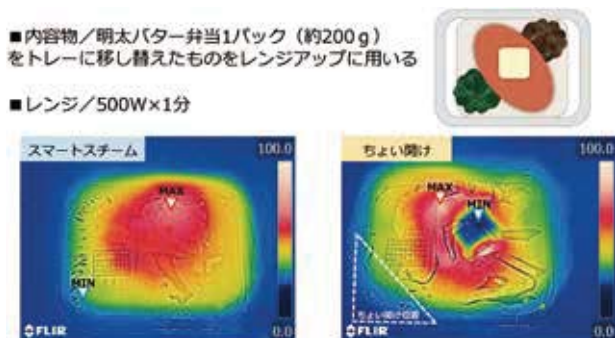 ■内容物／明太バター弁当1パック（約200ｇ）
をトレーに移し替えたものをレンジアップに用いる
■レンジ／500W×1分
スマートスチーム
100.0
MAX
MIN
FLIR
0.0
ちょい開け
100.0
MAX
MIN
ちょい開け位置
FLIR
0.0